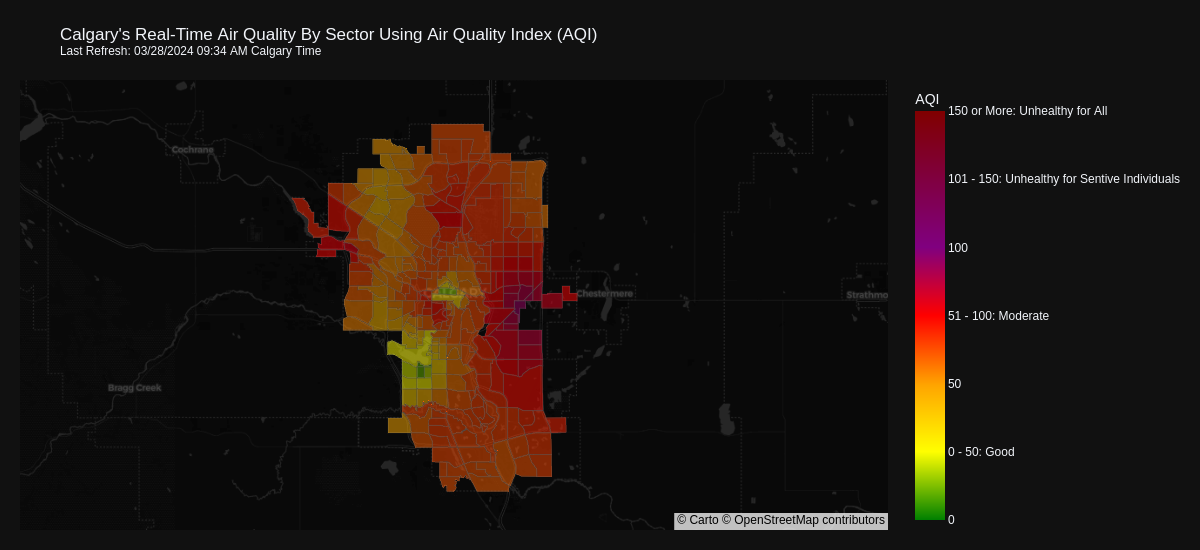 Calgary's Real-Time Air Quality By Sector Using Air Quality Index (AQI)
Last Refresh: 03/28/2024 09:34 AM Calgary Time
AQI
150 or More: Unhealthy for All
Cochrane
101 - 150: Unhealthy for Sentive Individuals
100
CALGARY
Chestermere
Strathmo
51 - 100: Moderate
50
Bragg Creek
0 - 50: Good
0
© Carto © OpenStreetMap contributors